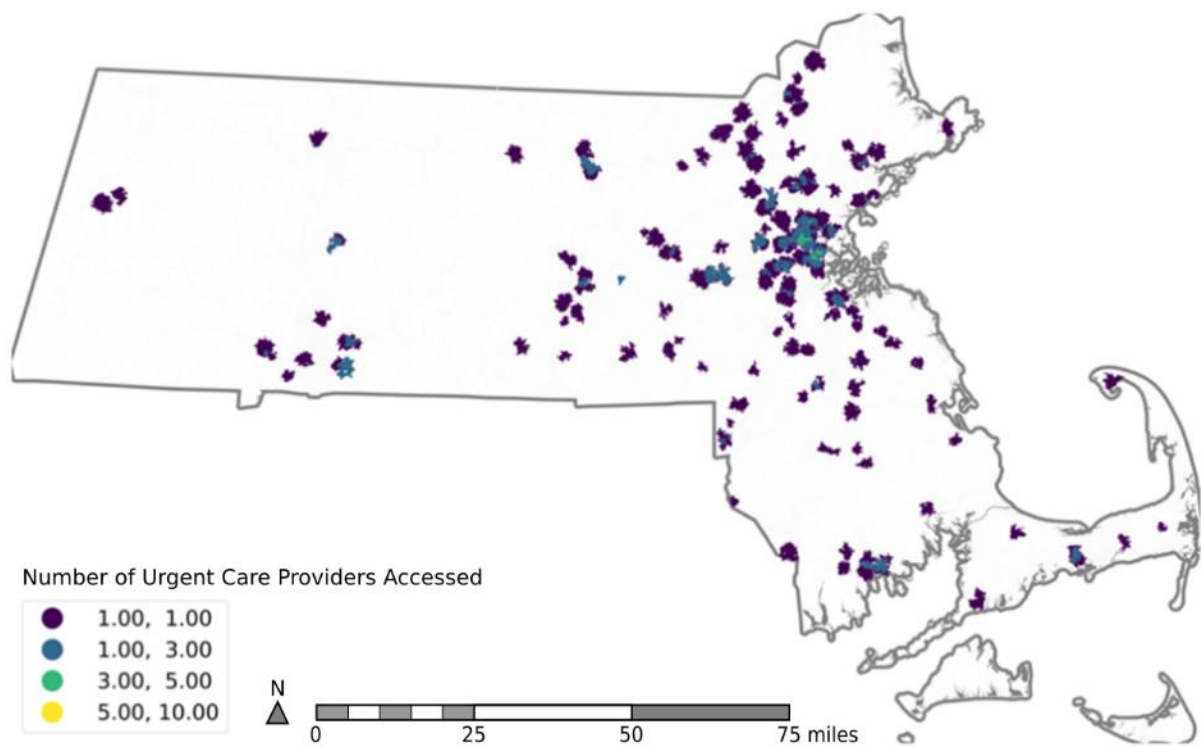 Number of Urgent Care Providers Accessed
1.00, 1.00
1.00, 3.00
3.00, 5.00
5.00, 10.00
N
0 25 50 75 miles